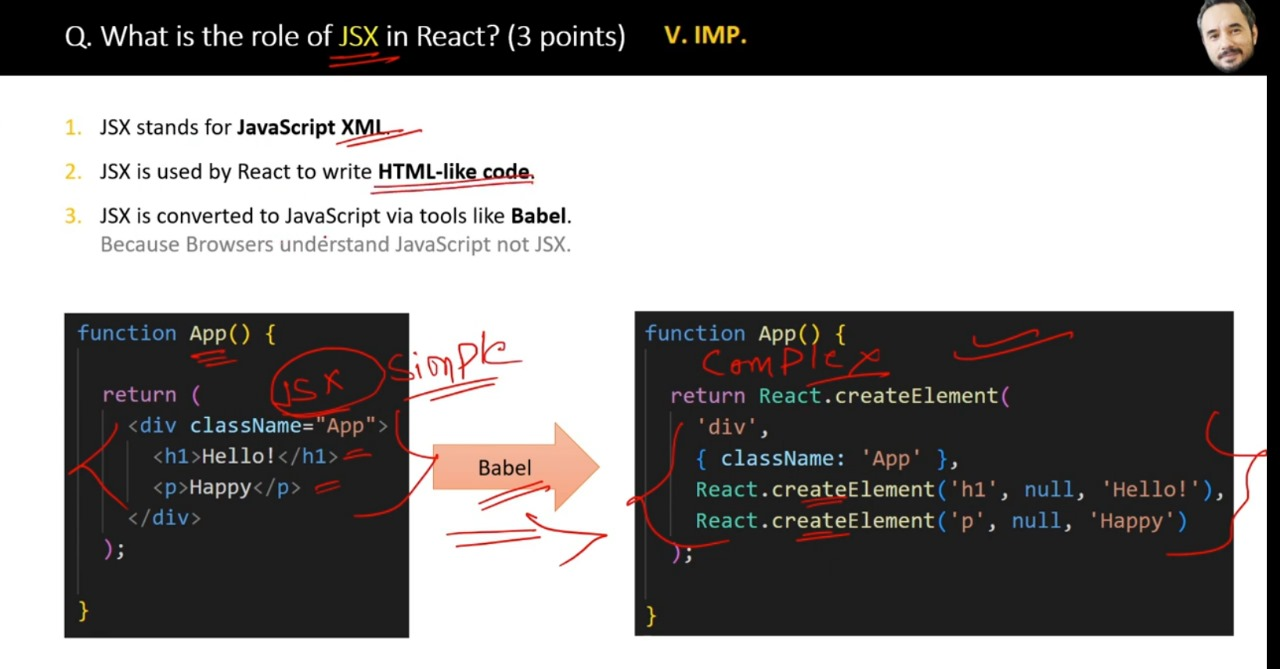 Q. What is the role of JSX in React? (3 points) V. IMP.
1. JSX stands for JavaScript XML.
2. JSX is used by React to write HTML-like code.
3. JSX is converted to JavaScript via tools like Babel.
Because Browsers understand JavaScript not JSX.
function App() {
return (
<div className="App">
<h1>Hello!</h1>
<p>Happy</p>
</div>
);
}
JSX
Simple
Babel
function App() {
Complex
return React.createElement(
'div',
{ className: 'App' },
React.createElement('h1', null, 'Hello!'),
React.createElement('p', null, 'Happy')
);
}